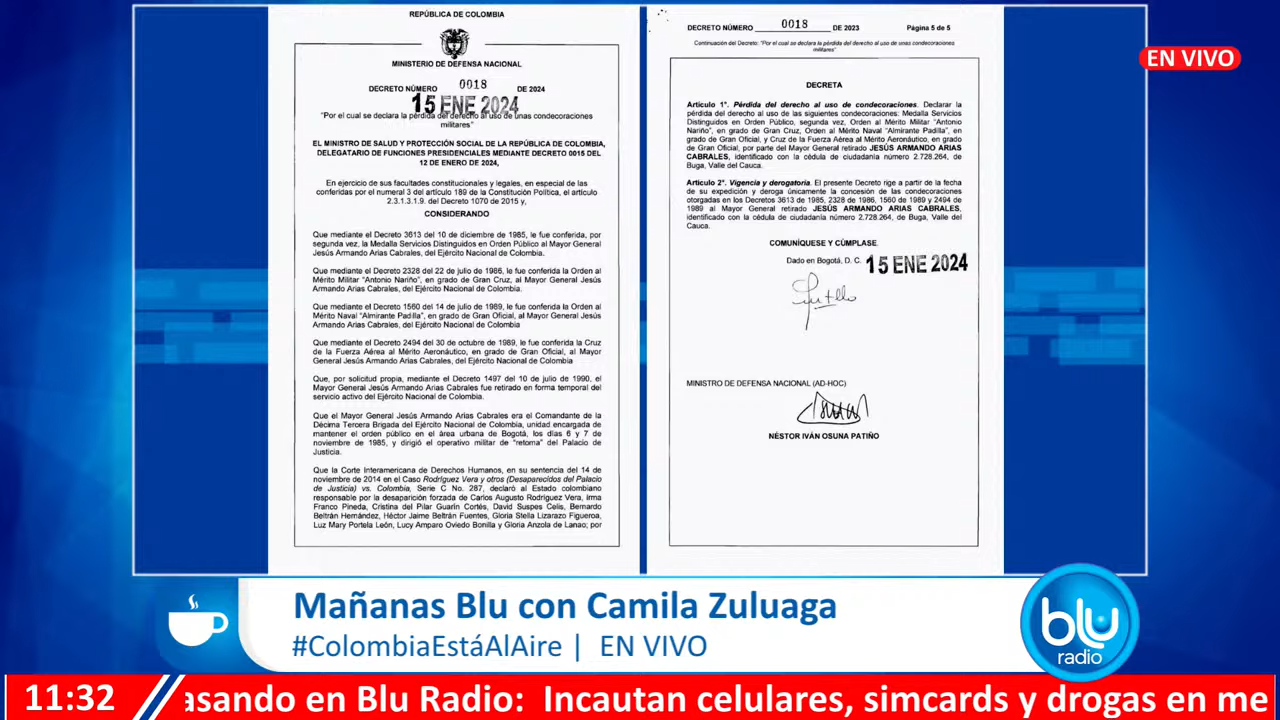 REPÚBLICA DE COLOMBIA
MINISTERIO DE DEFENSA NACIONAL
DECRETO NÚMERO 0018 DE 2024
15 ENE 2024
"Por el cual se declara la pérdida del derecho al uso de unas condecoraciones
militares"
EL MINISTRO DE SALUD Y PROTECCIÓN SOCIAL DE LA REPÚBLICA DE COLOMBIA,
DELEGATARIO DE FUNCIONES PRESIDENCIALES MEDIANTE DECRETO 0015 DEL
12 DE ENERO DE 2024,
En ejercicio de sus facultades constitucionales y legales, en especial de las
conferidas por el numeral 3 del artículo 189 de la Constitución Política, el artículo
2.3.1.3.1.9. del Decreto 1070 de 2015 y,
CONSIDERANDO
Que mediante el Decreto 3613 del 10 de diciembre de 1985, le fue conferida, por
segunda vez, la Medalla Servicios Distinguidos en Orden Público al Mayor General
Jesús Armando Arias Cabrales, del Ejército Nacional de Colombia.
Que mediante el Decreto 2328 del 22 de julio de 1986, le fue conferida la Orden al
Mérito Militar "Antonio Nariño", en grado de Gran Cruz, al Mayor General Jesús
Armando Arias Cabrales, del Ejército Nacional de Colombia.
Que mediante el Decreto 1560 del 14 de julio de 1989, le fue conferida la Orden al
Mérito Naval "Almirante Padilla", en grado de Gran Oficial, al Mayor General Jesús
Armando Arias Cabrales, del Ejército Nacional de Colombia
Que mediante el Decreto 2494 del 30 de octubre de 1989, le fue conferida la Cruz
de la Fuerza Aérea al Mérito Aeronáutico, en grado de Gran Oficial, al Mayor
General Jesús Armando Arias Cabrales, del Ejército Nacional de Colombia
Que, por solicitud propia, mediante el Decreto 1497 del 10 de julio de 1990, el
Mayor General Jesús Armando Arias Cabrales fue retirado en forma temporal del
servicio activo del Ejército Nacional de Colombia.
Que el Mayor General Jesús Armando Arias Cabrales era el Comandante de la
Décima Tercera Brigada del Ejército Nacional de Colombia, unidad encargada de
mantener el orden público en el área urbana de Bogotá, los días 6 y 7 de
noviembre de 1985, y dirigió el operativo militar de "retoma" del Palacio de
Justicia.
Que la Corte Interamericana de Derechos Humanos, en su sentencia del 14 de
noviembre de 2014 en el Caso Rodríguez Vera y otros (Desaparecidos del Palacio
de Justicia) vs. Colombia, Serie C No. 287, declaró al Estado colombiano
responsable por la desaparición forzada de Carlos Augusto Rodríguez Vera, Irma
Franco Pineda, Cristina del Pilar Guarín Cortés, David Suspes Celis, Bernardo
Beltrán Hernández, Héctor Jaime Beltrán Fuentes, Gloria Stella Lizarazo Figueroa,
Luz Mary Portela León, Lucy Amparo Oviedo Bonilla y Gloria Anzola de Lanao; por
DECRETO NÚMERO 0018 DE 2023 Página 5 de 5
Continuación del Decreto: "Por el cual se declara la pérdida del derecho al uso de unas condecoraciones
militares"
DECRETA
Artículo 1°. Pérdida del derecho al uso de condecoraciones. Declarar la
pérdida del derecho al uso de las siguientes condecoraciones: Medalla Servicios
Distinguidos en Orden Público, segunda vez, Orden al Mérito Militar "Antonio
Nariño", en grado de Gran Cruz, Orden al Mérito Naval "Almirante Padilla", en
grado de Gran Oficial, y Cruz de la Fuerza Aérea al Mérito Aeronáutico, en grado
de Gran Oficial, por parte del Mayor General retirado JESÚS ARMANDO ARIAS
CABRALES, identificado con la cédula de ciudadanía número 2.728.264, de
Buga, Valle del Cauca.
Artículo 2°. Vigencia y derogatoria. El presente Decreto rige a partir de la fecha
de su expedición y deroga únicamente la concesión de las condecoraciones
otorgadas en los Decretos 3613 de 1985, 2328 de 1986, 1560 de 1989 y 2494 de
1989 al Mayor General retirado JESÚS ARMANDO ARIAS CABRALES,
identificado con la cédula de ciudadanía número 2,728.264, de Buga, Valle del
Cauca.
COMUNÍQUESE Y CÚMPLASE.
Dado en Bogotá, D. C. 15 ENE 2024
MINISTRO DE DEFENSA NACIONAL (AD-HOC)
NÉSTOR IVÁN OSUNA PATIÑO
EN VIVO
Mañanas Blu con Camila Zuluaga
#ColombiaEstáAlAire | EN VIVO
blu
radio
11:32 asando en Blu Radio: Incautan celulares, simcards y drogas en me